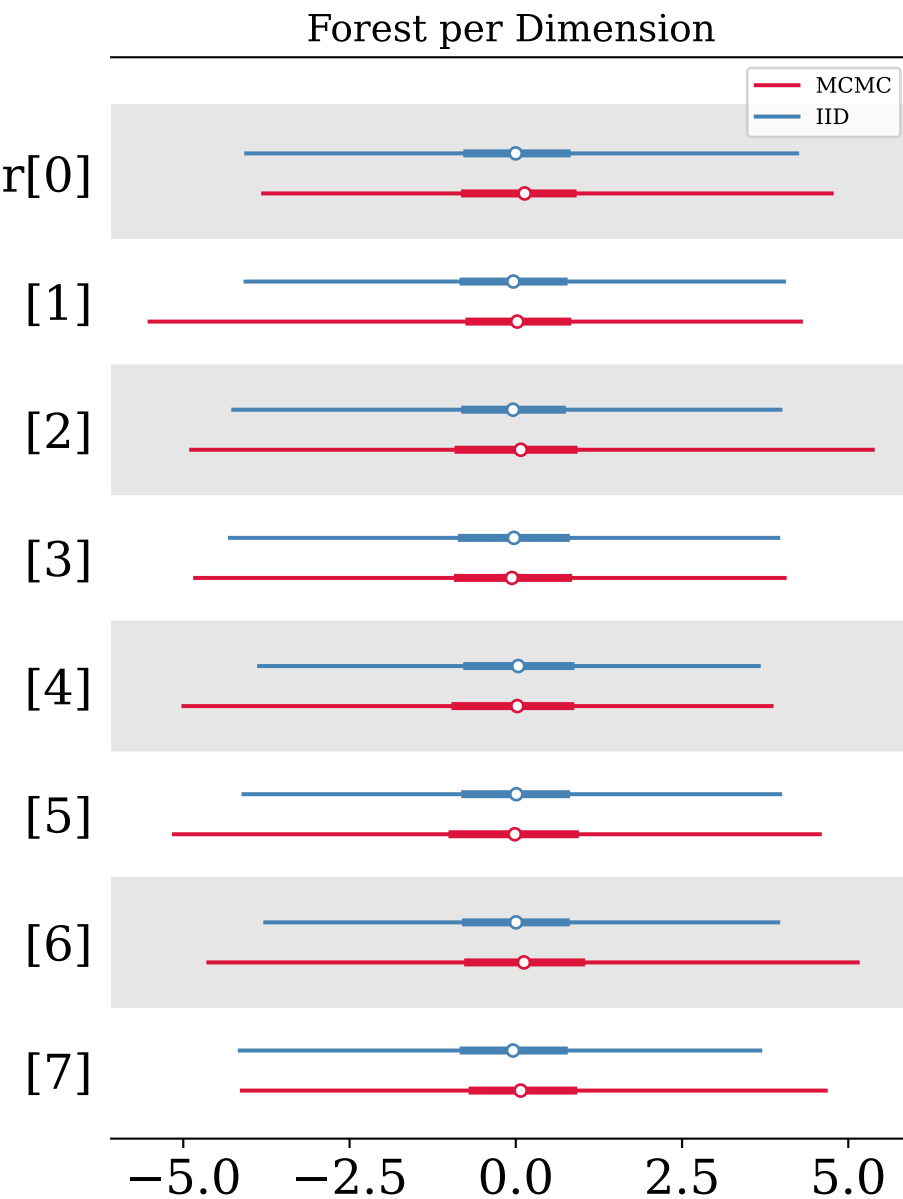 Forest per Dimension
MCMC
IID
r[0]
[1]
[2]
[3]
[4]
[5]
[6]
[7]
−5.0 −2.5 0.0 2.5 5.0